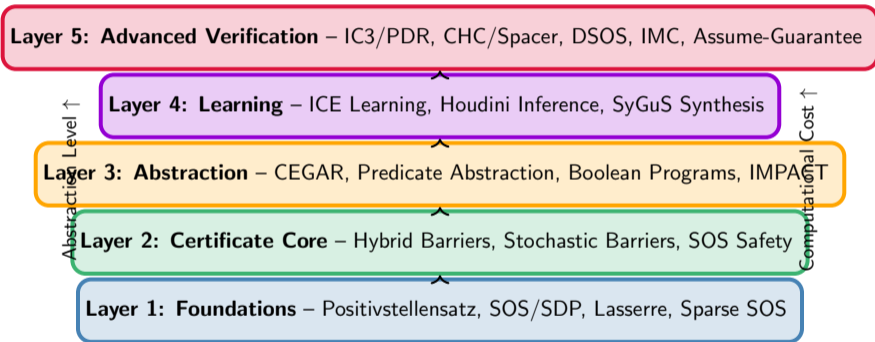 Layer 5: Advanced Verification – IC3/PDR, CHC/Spacer, DSOS, IMC, Assume-Guarantee
Layer 4: Learning – ICE Learning, Houdini Inference, SyGuS Synthesis
Layer 3: Abstraction – CEGAR, Predicate Abstraction, Boolean Programs, IMPACT
Layer 2: Certificate Core – Hybrid Barriers, Stochastic Barriers, SOS Safety
Layer 1: Foundations – Positivstellensatz, SOS/SDP, Lasserre, Sparse SOS
Abstraction Level ↑
Computational Cost ↑